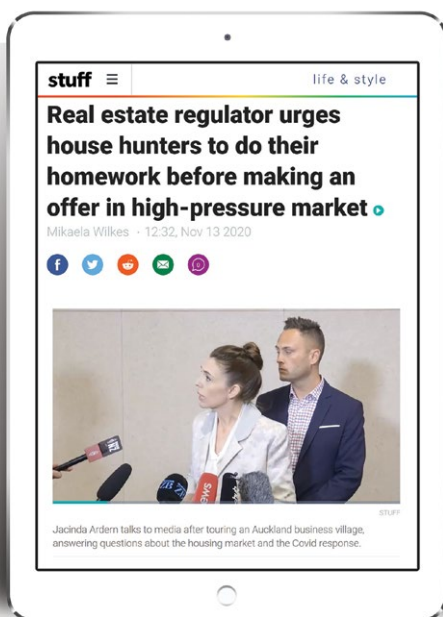 stuff
life & style
Real estate regulator urges
house hunters to do their
homework before making an
offer in high-pressure market
Mikaela Wilkes · 12:32, Nov 13 2020
STUFF
Jacinda Ardern talks to media after touring an Auckland business village,
answering questions about the housing market and the Covid response.